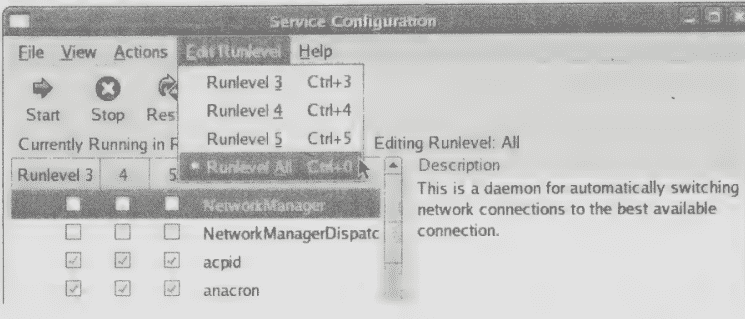 Service Configuration
File View Actions Edit Runlevel Help
Runlevel 3 Ctrl+3
Runlevel 4 Ctrl+4
Runlevel 5 Ctrl+5
• Runlevel All Ctrl+0
Start Stop Res
Currently Running in R
Editing Runlevel: All
Runlevel 3 4 5
Description
This is a daemon for automatically switching
network connections to the best available
connection.
NetworkManager
NetworkManagerDispatc
acpid
anacron